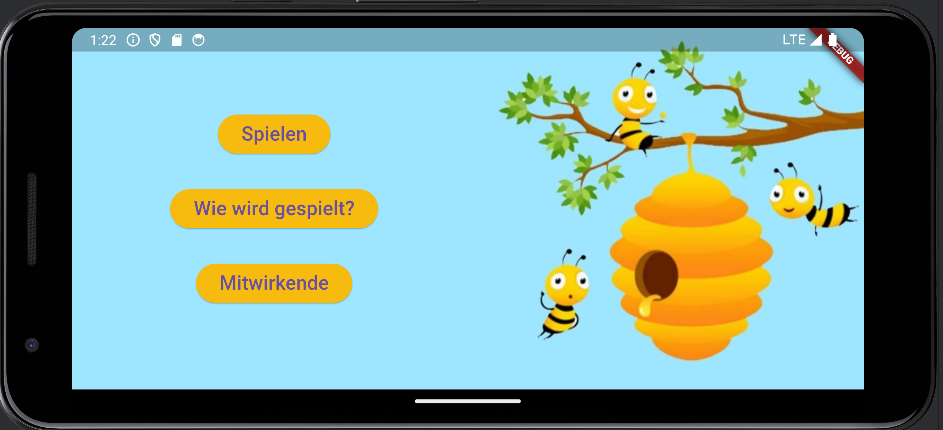 1:22
LTE
DEBUG
Spielen
Wie wird gespielt?
Mitwirkende